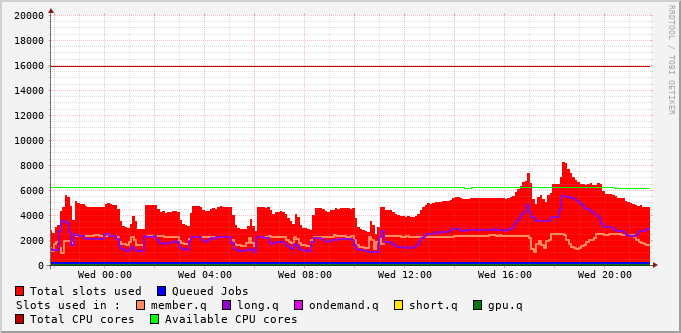 20000
18000
16000
14000
12000
10000
8000
6000
4000
2000
0
Wed 00:00 Wed 04:00 Wed 08:00 Wed 12:00 Wed 16:00 Wed 20:00
Total slots used Queued Jobs
Slots used in : member.q long.q ondemand.q short.q gpu.q
Total CPU cores Available CPU cores
RRDTOOL / TOBI OETIKER